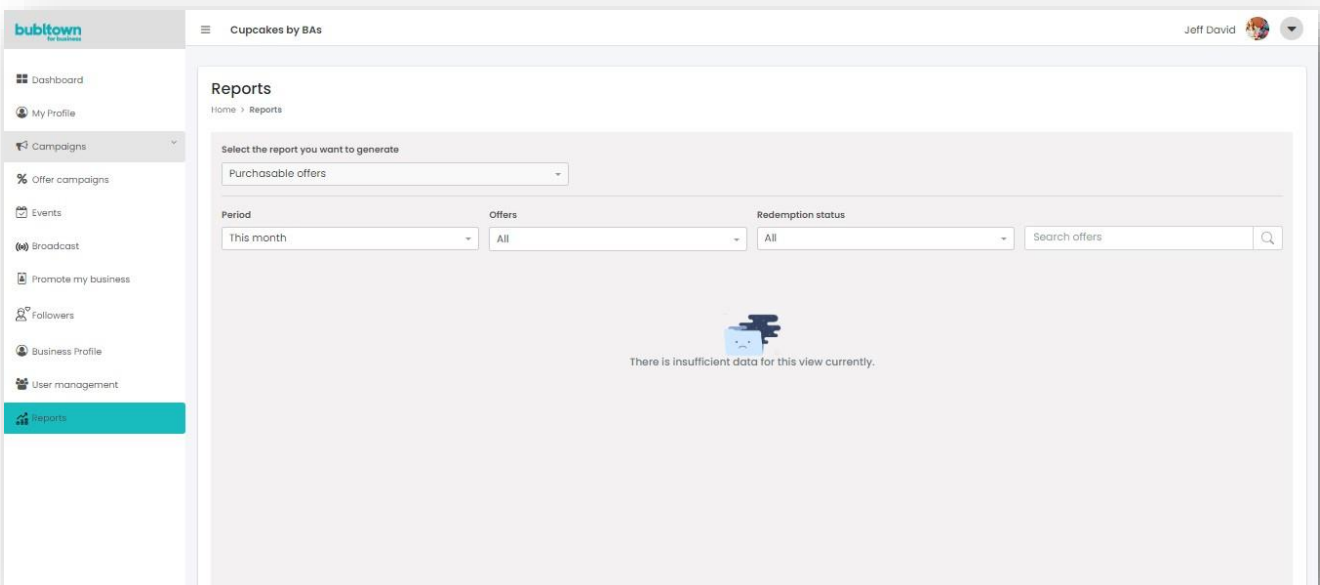 bubltown
for business
Cupcakes by BAs
Jeff David
Dashboard
My Profile
Campaigns
Offer campaigns
Events
Broadcast
Promote my business
Followers
Business Profile
User management
Reports
Reports
Home > Reports
Select the report you want to generate
Purchasable offers
Period
Offers
Redemption status
This month
All
All
Search offers
There is insufficient data for this view currently.